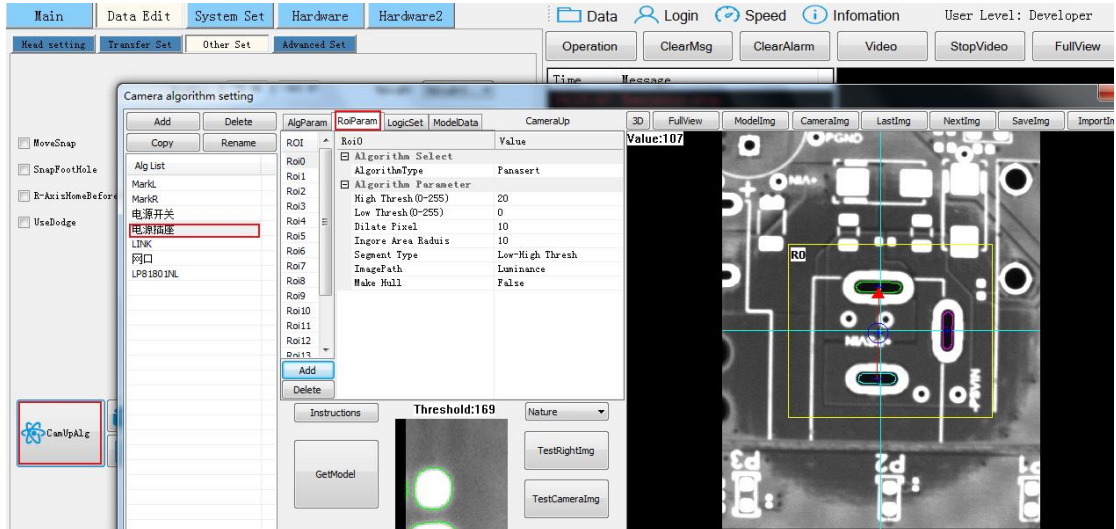 Main Data Edit System Set Hardware Hardware2 Data Login Speed Infomation User Level: Developer
Head setting Transfer Set Other Set Advanced Set Operation ClearMsg ClearAlarm Video StopVideo FullView
Time Message
Camera algorithm setting
Add Delete AlgParam RoiParam LogicSet ModelData CameraUp 3D FullView ModelImg CameraImg LastImg NextImg SaveImg ImportIm
Copy Rename ROI Roi0 Value Value:107 PGND
MoveSnap
Alg List Roi0 Algorithm Select
SnapFootHole Roi1 AlgorithmType Panasert
MarkL Roi2 Algorithm Parameter
R-AxisHomeBefore MarkR Roi3 High Thresh(0-255) 20
电源开关 Roi4 Low Thresh(0-255) 0
UseDodge 电源插座 Roi5 Dilate Pixel 10
LINK Roi6 Ingore Area Raduis 10 R0
网口 Roi7 Segment Type Low-High Thresh
LP81801NL Roi8 ImagePath Luminance
Roi9 Make Hull False
Roi10
Roi11
Roi12
Roi13
Add
Delete
Instructions Threshold:169 Nature
CamUpAlg
TestRightImg
GetModel
P3 P2
TestCameraImg